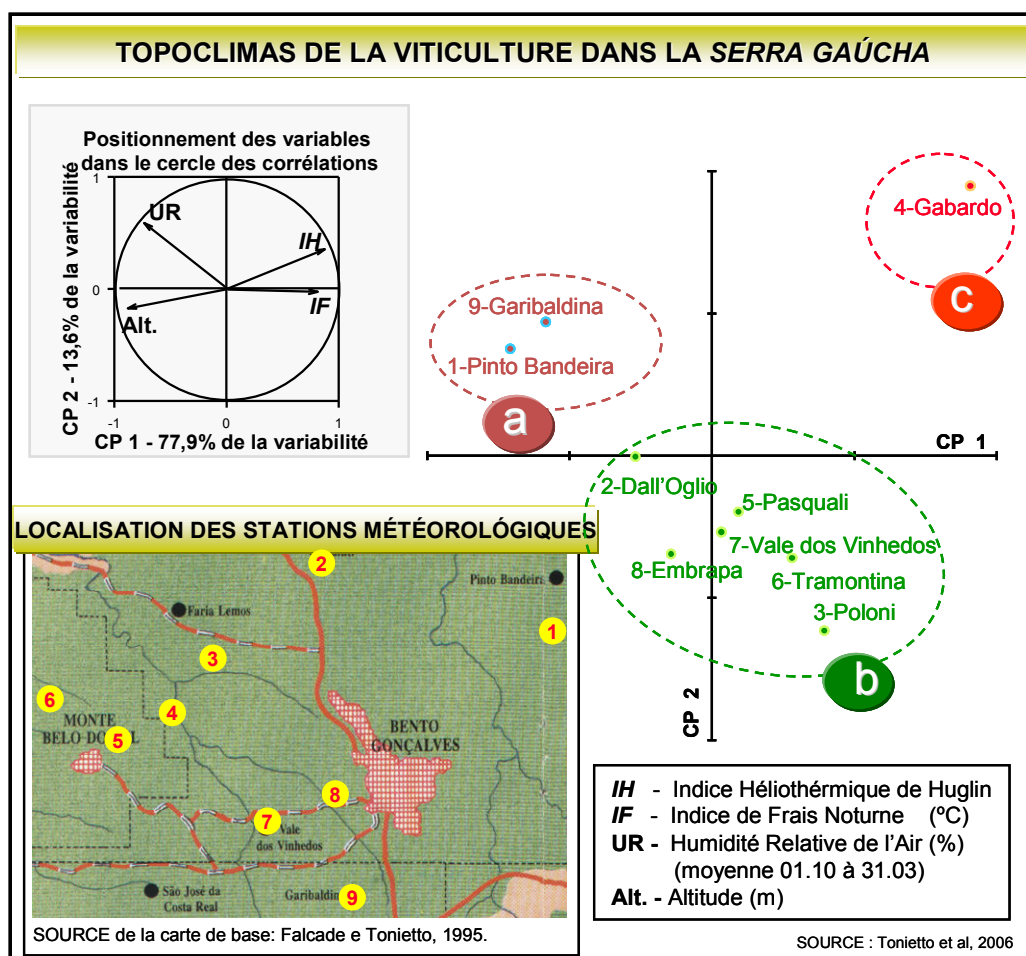 TOPOCLIMAS DE LA VITICULTURE DANS LA SERRA GAÚCHA
Positionnement des variables
dans le cercle des corrélations
CP 2 - 13,6% de la variabilité
1
0
-1
UR
IH
IF
Alt.
-1
0
1
CP 1 - 77,9% de la variabilité
4-Gabardo
c
9-Garibaldina
1-Pinto Bandeira
a
CP 1
2-Dall'Oglio
5-Pasquali
7-Vale dos Vinhedos
8-Embrapa
6-Tramontina
3-Poloni
b
CP 2
LOCALISATION DES STATIONS MÉTÉOROLÓGIQUES
2
Pinto Bandeira
Faria Lemos
1
3
6
4
MONTE
BELO DO SUL
5
BENTO
GONÇALVES
8
7
Vale
dos Vinhedos
São José da
Costa Real
Garibaldina
9
SOURCE de la carte de base: Falcade e Tonietto, 1995.
IH - Indice Héliothérmique de Huglin
IF - Indice de Frais Noturne (ºC)
UR - Humidité Relative de l'Air (%)
(moyenne 01.10 à 31.03)
Alt. - Altitude (m)
SOURCE : Tonietto et al, 2006